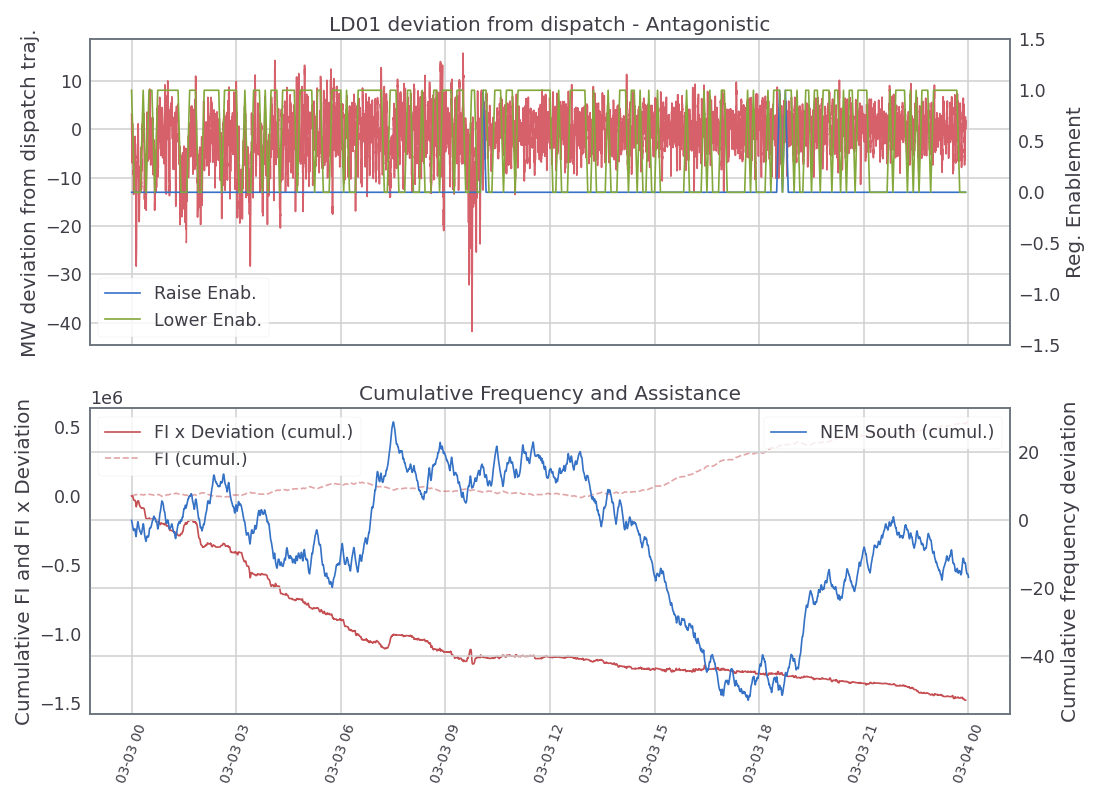 LD01 deviation from dispatch - Antagonistic
MW deviation from dispatch traj.
10
0
−10
−20
−30
−40
1.5
1.0
0.5
0.0
−0.5
−1.0
−1.5
Reg. Enablement
Raise Enab.
Lower Enab.
Cumulative Frequency and Assistance
1e6
Cumulative FI and FI x Deviation
0.5
0.0
−0.5
−1.0
−1.5
FI x Deviation (cumul.)
FI (cumul.)
NEM South (cumul.)
20
0
−20
−40
Cumulative frequency deviation
03-03 00
03-03 03
03-03 06
03-03 09
03-03 12
03-03 15
03-03 18
03-03 21
03-04 00